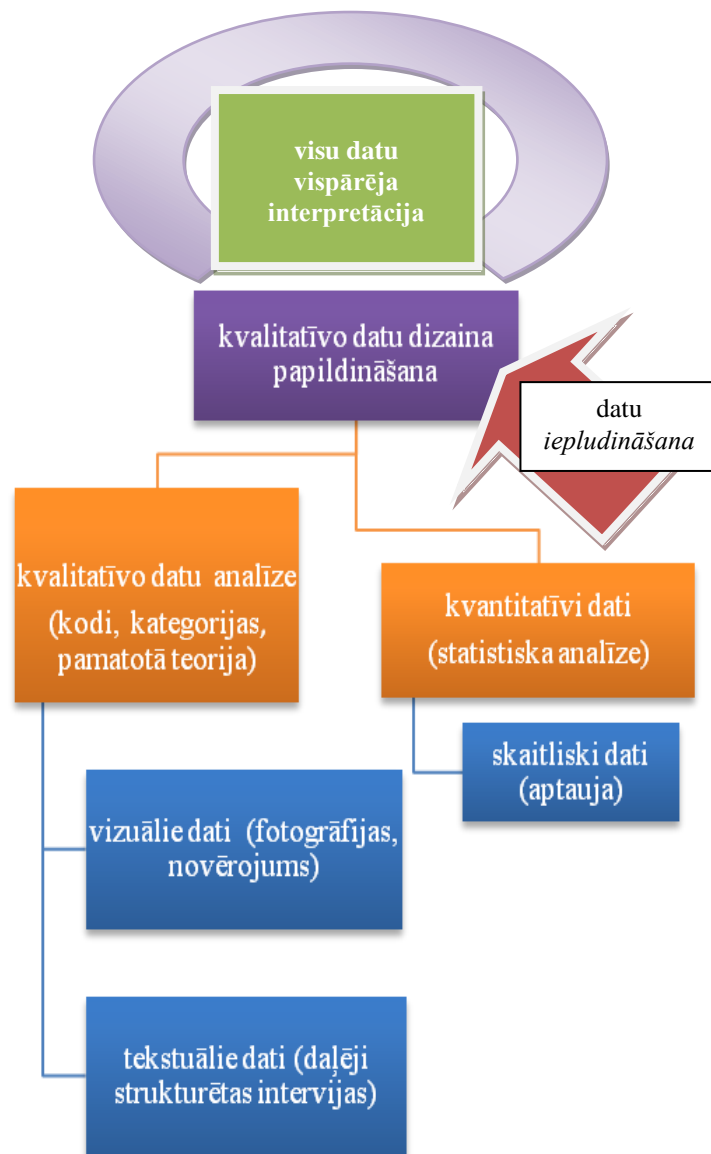 visu datu
vispārēja
interpretācija
kvalitatīvo datu dizaina
papildināšana
datu
iepludināšana
kvalitatīvo datu analīze
(kodi, kategorijas,
pamatotā teorija)
kvantitatīvi dati
(statistiska analīze)
skaitliski dati
(aptauja)
vizuālie dati (fotogrāfijas,
novērojums)
tekstuālie dati (daļēji
strukturētas intervijas)